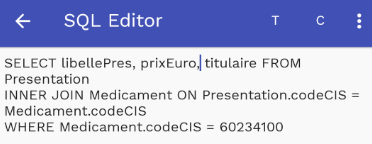 SQL Editor T C
SELECT libellePres, prixEuro, titulaire FROM
Presentation
INNER JOIN Medicament ON Presentation.codeCIS =
Medicament.codeCIS
WHERE Medicament.codeCIS = 60234100